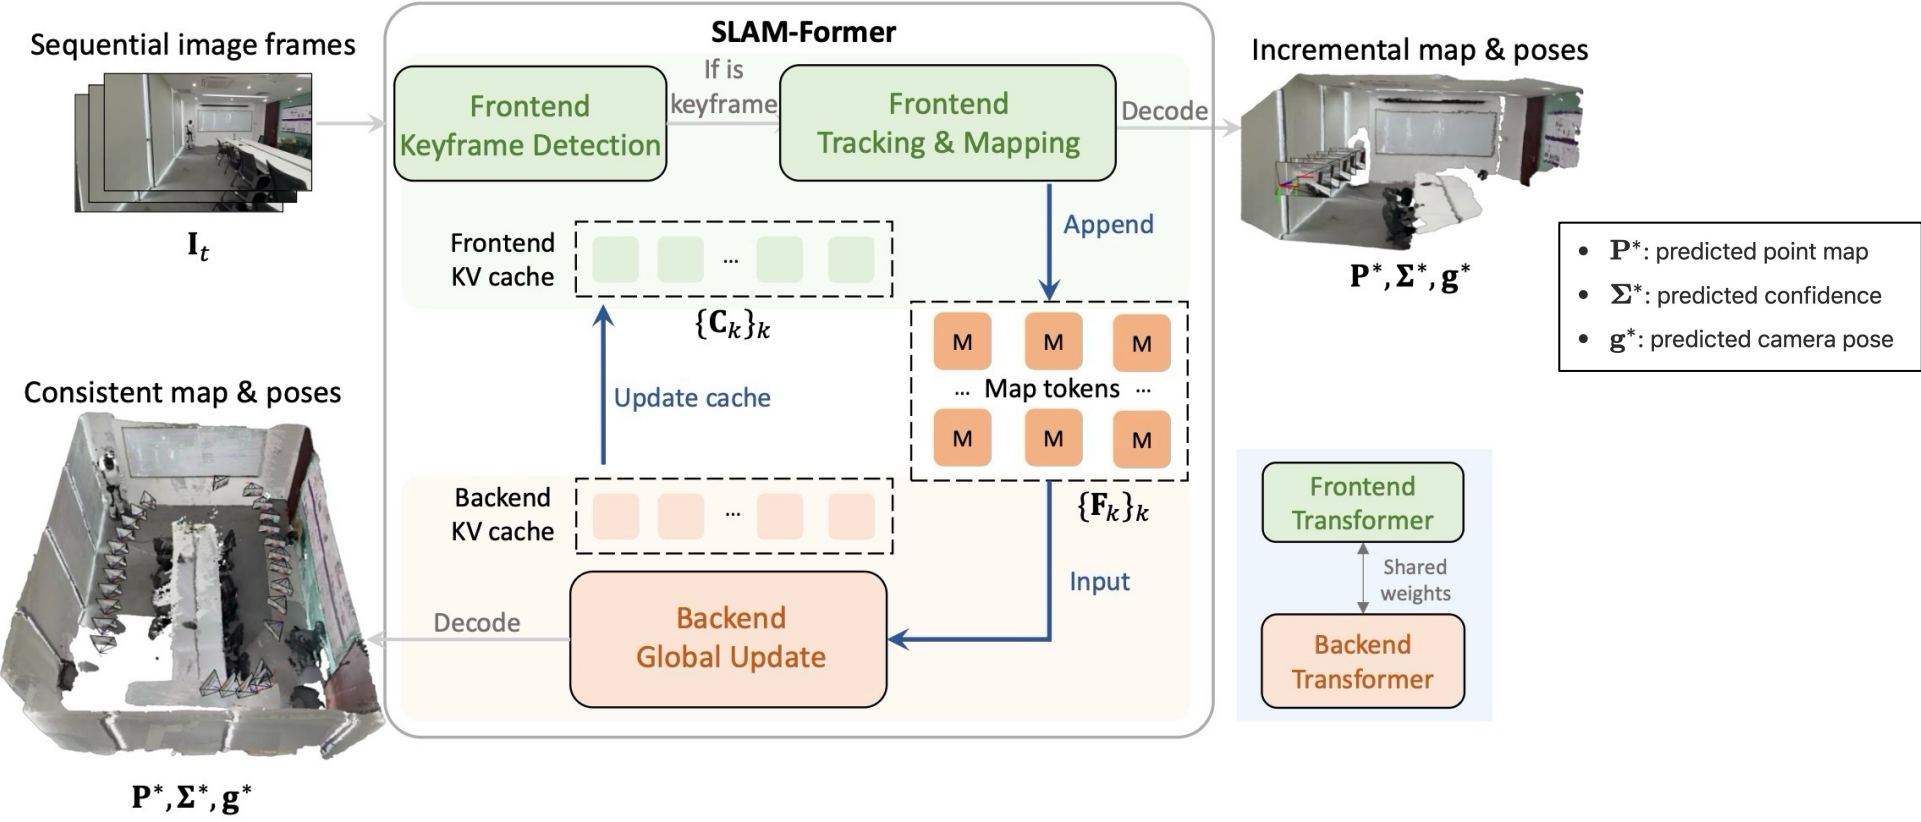 SLAM-Former
Sequential image frames
I_t
Frontend
Keyframe Detection
If is
keyframe
Frontend
Tracking & Mapping
Decode
Incremental map & poses
P*, Σ*, g*
Append
Frontend
KV cache
...
{C_k}_k
Update cache
M M M
... Map tokens ...
M M M
{F_k}_k
• P*: predicted point map
• Σ*: predicted confidence
• g*: predicted camera pose
Consistent map & poses
P*, Σ*, g*
Backend
KV cache
...
Input
Backend
Global Update
Decode
Frontend
Transformer
Shared
weights
Backend
Transformer